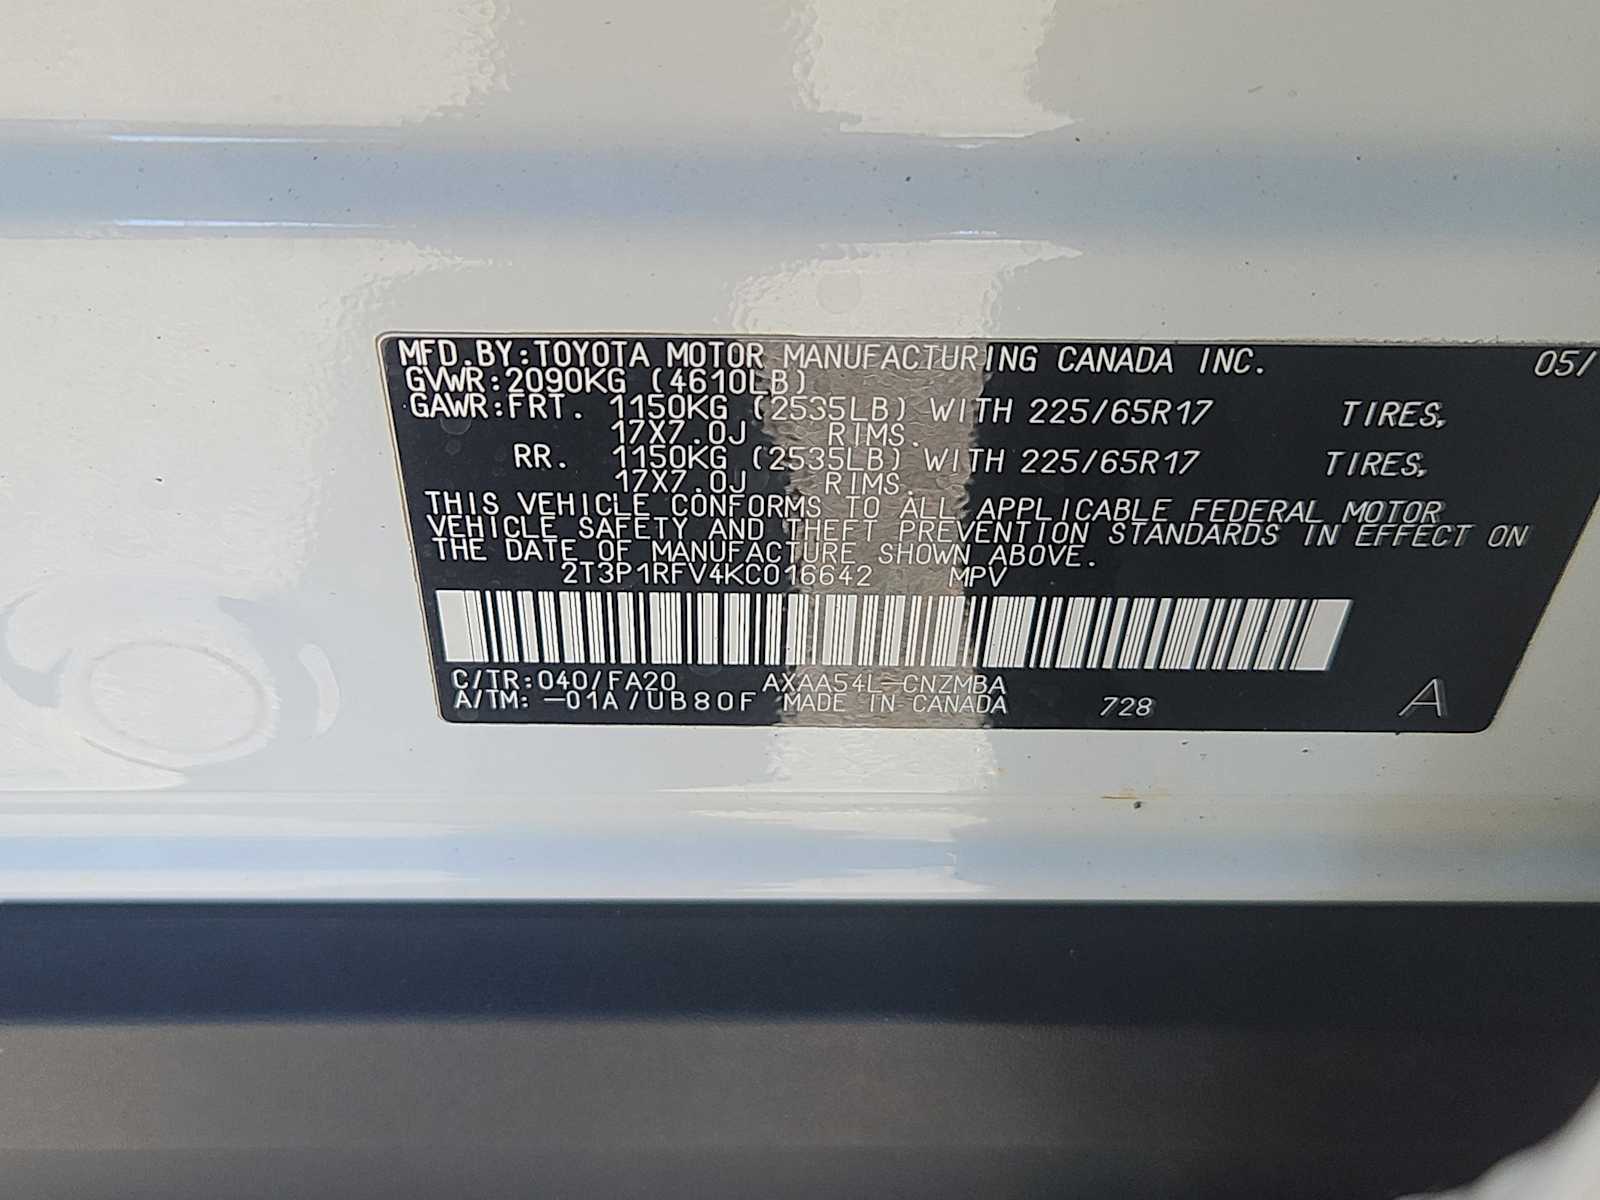 MFD.BY:TOYOTA MOTOR MANUFACTURING CANADA INC. 05/
GVWR:2090KG (4610LB)
GAWR:FRT. 1150KG (2535LB) WITH 225/65R17 TIRES,
17X7.0J RIMS.
RR. 1150KG (2535LB) WITH 225/65R17 TIRES,
17X7.0J RIMS.
THIS VEHICLE CONFORMS TO ALL APPLICABLE FEDERAL MOTOR
VEHICLE SAFETY AND THEFT PREVENTION STANDARDS IN EFFECT ON
THE DATE OF MANUFACTURE SHOWN ABOVE.
2T3P1RFV4KC016642 MPV
C/TR:040/FA20 AXAA54L-CNZMBA
A/TM:-01A/UB80F MADE IN CANADA 728 A